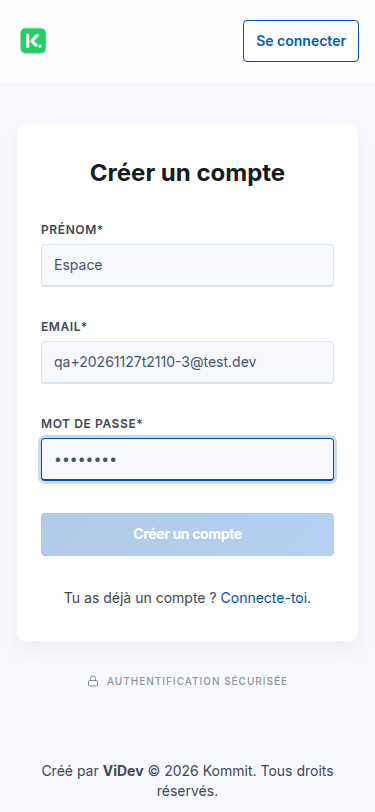 K.
Se connecter
Créer un compte
PRÉNOM*
Espace
EMAIL*
qa+20261127t2110-3@test.dev
MOT DE PASSE*
••••••••
Créer un compte
Tu as déjà un compte ? Connecte-toi.
AUTHENTIFICATION SÉCURISÉE
Créé par ViDev © 2026 Kommit. Tous droits
réservés.